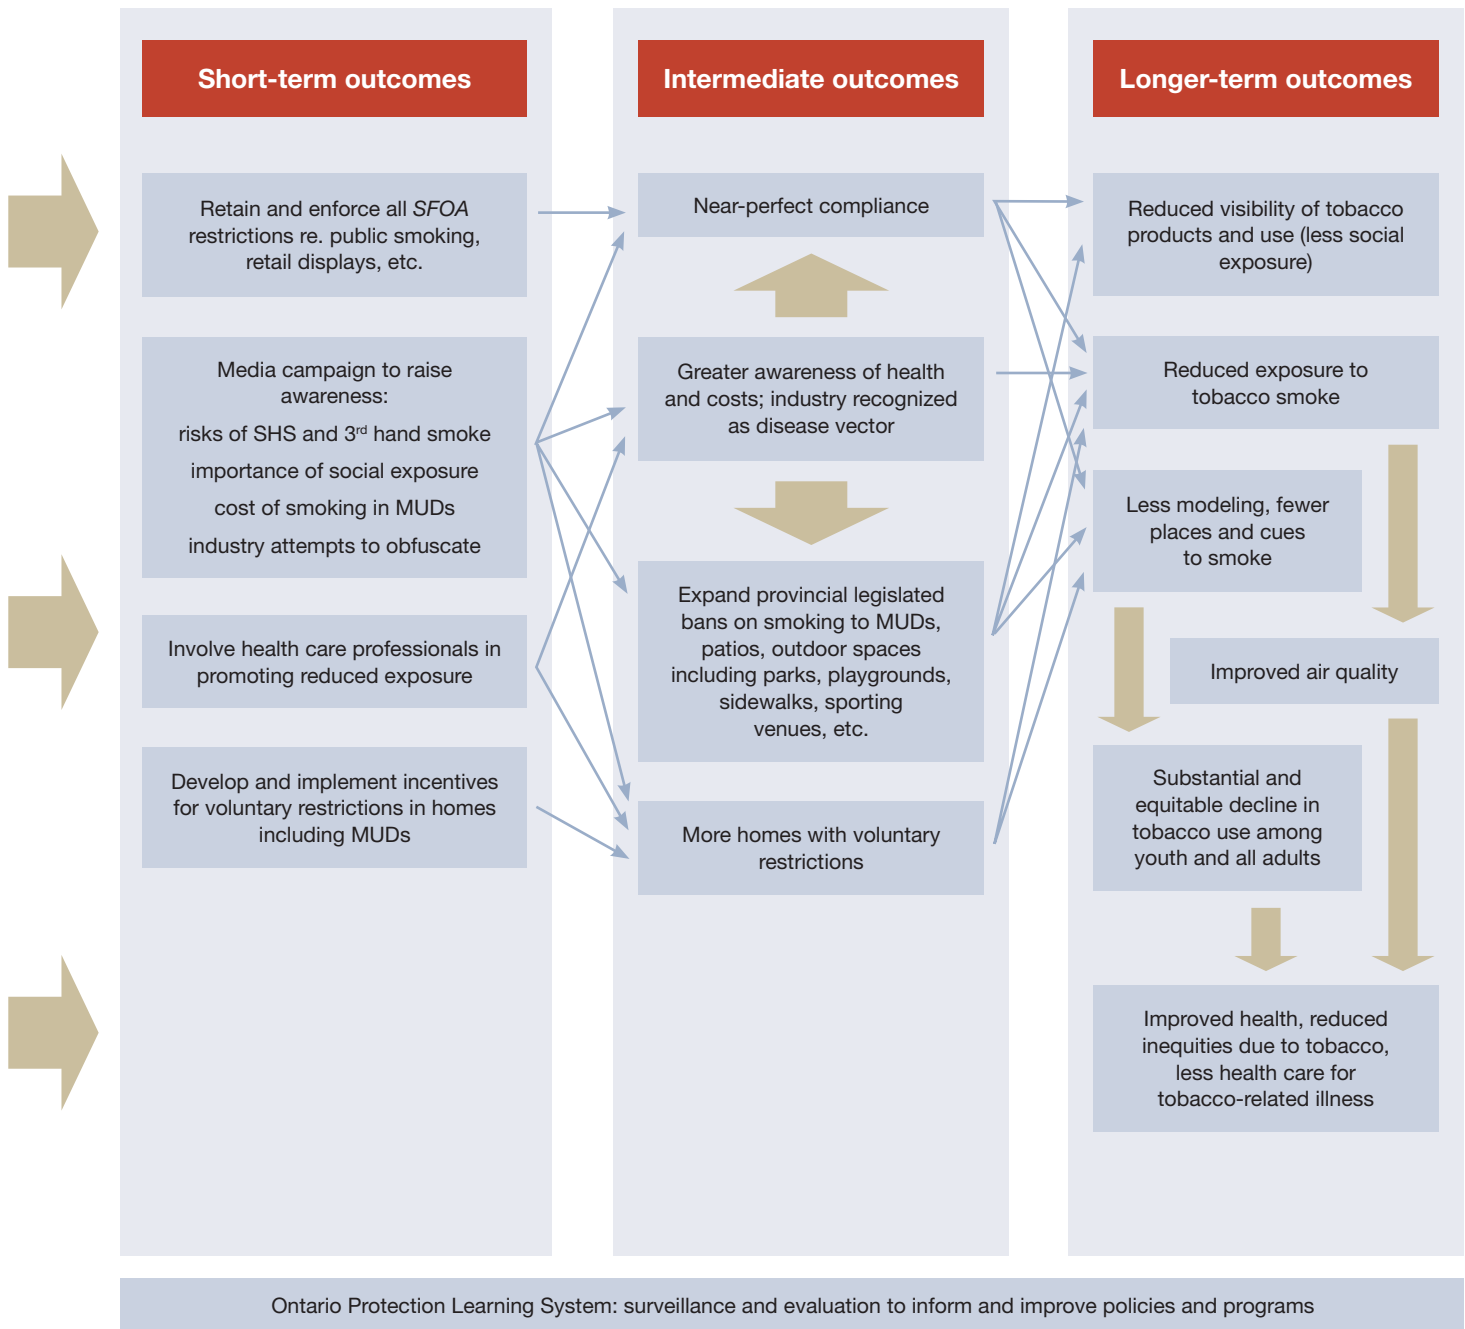 Short-term outcomes
Retain and enforce all SFOA
restrictions re. public smoking,
retail displays, etc.
Media campaign to raise
awareness:
risks of SHS and 3rd hand smoke
importance of social exposure
cost of smoking in MUDs
industry attempts to obfuscate
Involve health care professionals in
promoting reduced exposure
Develop and implement incentives
for voluntary restrictions in homes
including MUDs
Intermediate outcomes
Near-perfect compliance
Greater awareness of health
and costs; industry recognized
as disease vector
Expand provincial legislated
bans on smoking to MUDs,
patios, outdoor spaces
including parks, playgrounds,
sidewalks, sporting
venues, etc.
More homes with voluntary
restrictions
Longer-term outcomes
Reduced visibility of tobacco
products and use (less social
exposure)
Reduced exposure to
tobacco smoke
Less modeling, fewer
places and cues
to smoke
Improved air quality
Substantial and
equitable decline in
tobacco use among
youth and all adults
Improved health, reduced
inequities due to tobacco,
less health care for
tobacco-related illness
Ontario Protection Learning System: surveillance and evaluation to inform and improve policies and programs